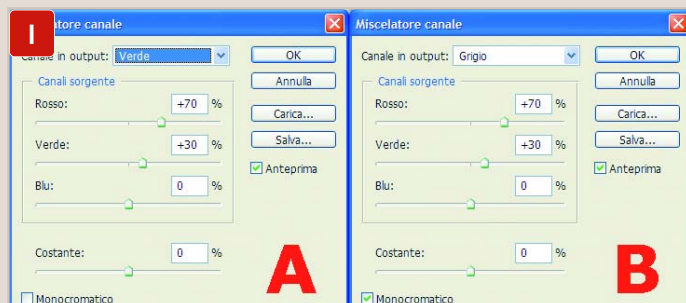 I
atore canale
Canale in output: Verde
OK
Canali sorgente
Annulla
Rosso: +70 %
Carica...
Verde: +30 %
Salva...
Anteprima
Blu: 0 %
Costante: 0 %
Monocromatico
A
Miscelatore canale
Canale in output: Grigio
OK
Canali sorgente
Annulla
Rosso: +70 %
Carica...
Verde: +30 %
Salva...
Anteprima
Blu: 0 %
Costante: 0 %
Monocromatico
B